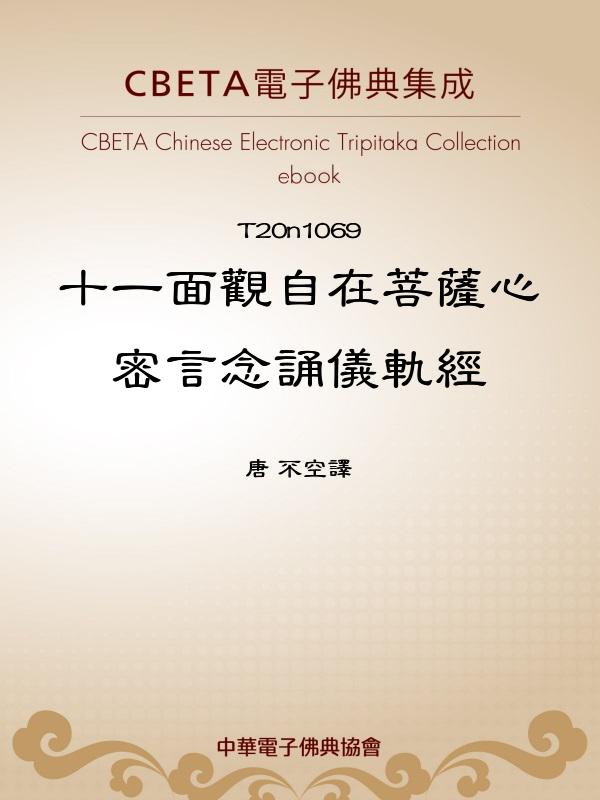 CBETA電子佛典集成
CBETA Chinese Electronic Tripitaka Collection
ebook
T20n1069
十一面觀自在菩薩心
密言念誦儀軌經
唐 不空譯
中華電子佛典協會